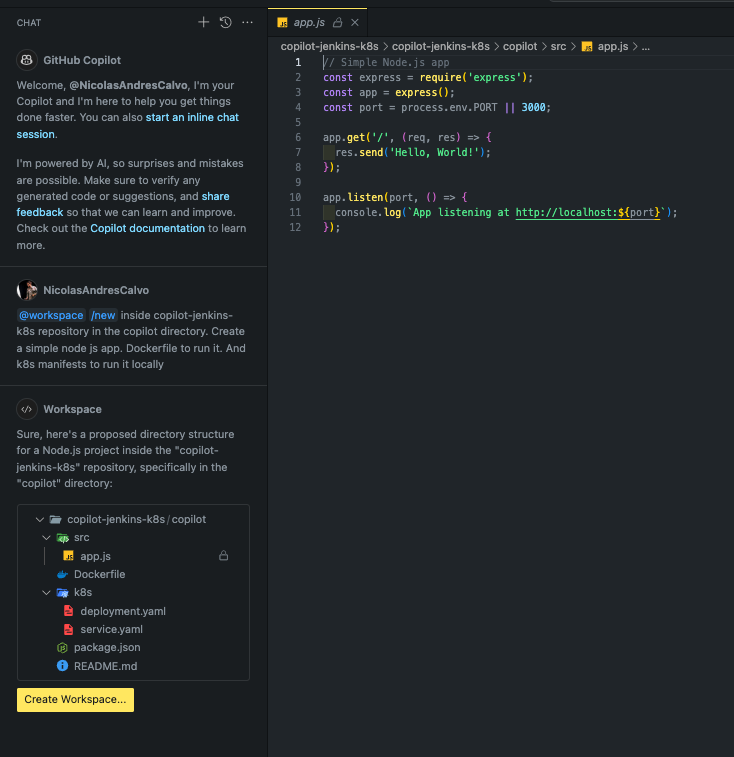 CHAT
GitHub Copilot
Welcome, @NicolasAndresCalvo, I'm your
Copilot and I'm here to help you get things
done faster. You can also start an inline chat
session.
I'm powered by AI, so surprises and mistakes
are possible. Make sure to verify any
generated code or suggestions, and share
feedback so that we can learn and improve.
Check out the Copilot documentation to learn
more.
NicolasAndresCalvo
@workspace /new inside copilot-jenkins-
k8s repository in the copilot directory. Create
a simple node js app. Dockerfile to run it. And
k8s manifests to run it locally
Workspace
Sure, here's a proposed directory structure
for a Node.js project inside the "copilot-
jenkins-k8s" repository, specifically in the
"copilot" directory:
copilot-jenkins-k8s/copilot
src
JS app.js
Dockerfile
k8s
deployment.yaml
service.yaml
package.json
README.md
Create Workspace...
JS app.js
copilot-jenkins-k8s > copilot-jenkins-k8s > copilot > src > JS app.js > ...
1 // Simple Node.js app
2 const express = require('express');
3 const app = express();
4 const port = process.env.PORT || 3000;
5
6 app.get('/', (req, res) => {
7 res.send('Hello, World!');
8 });
9
10 app.listen(port, () => {
11 console.log(`App listening at http://localhost:${port}`);
12 });